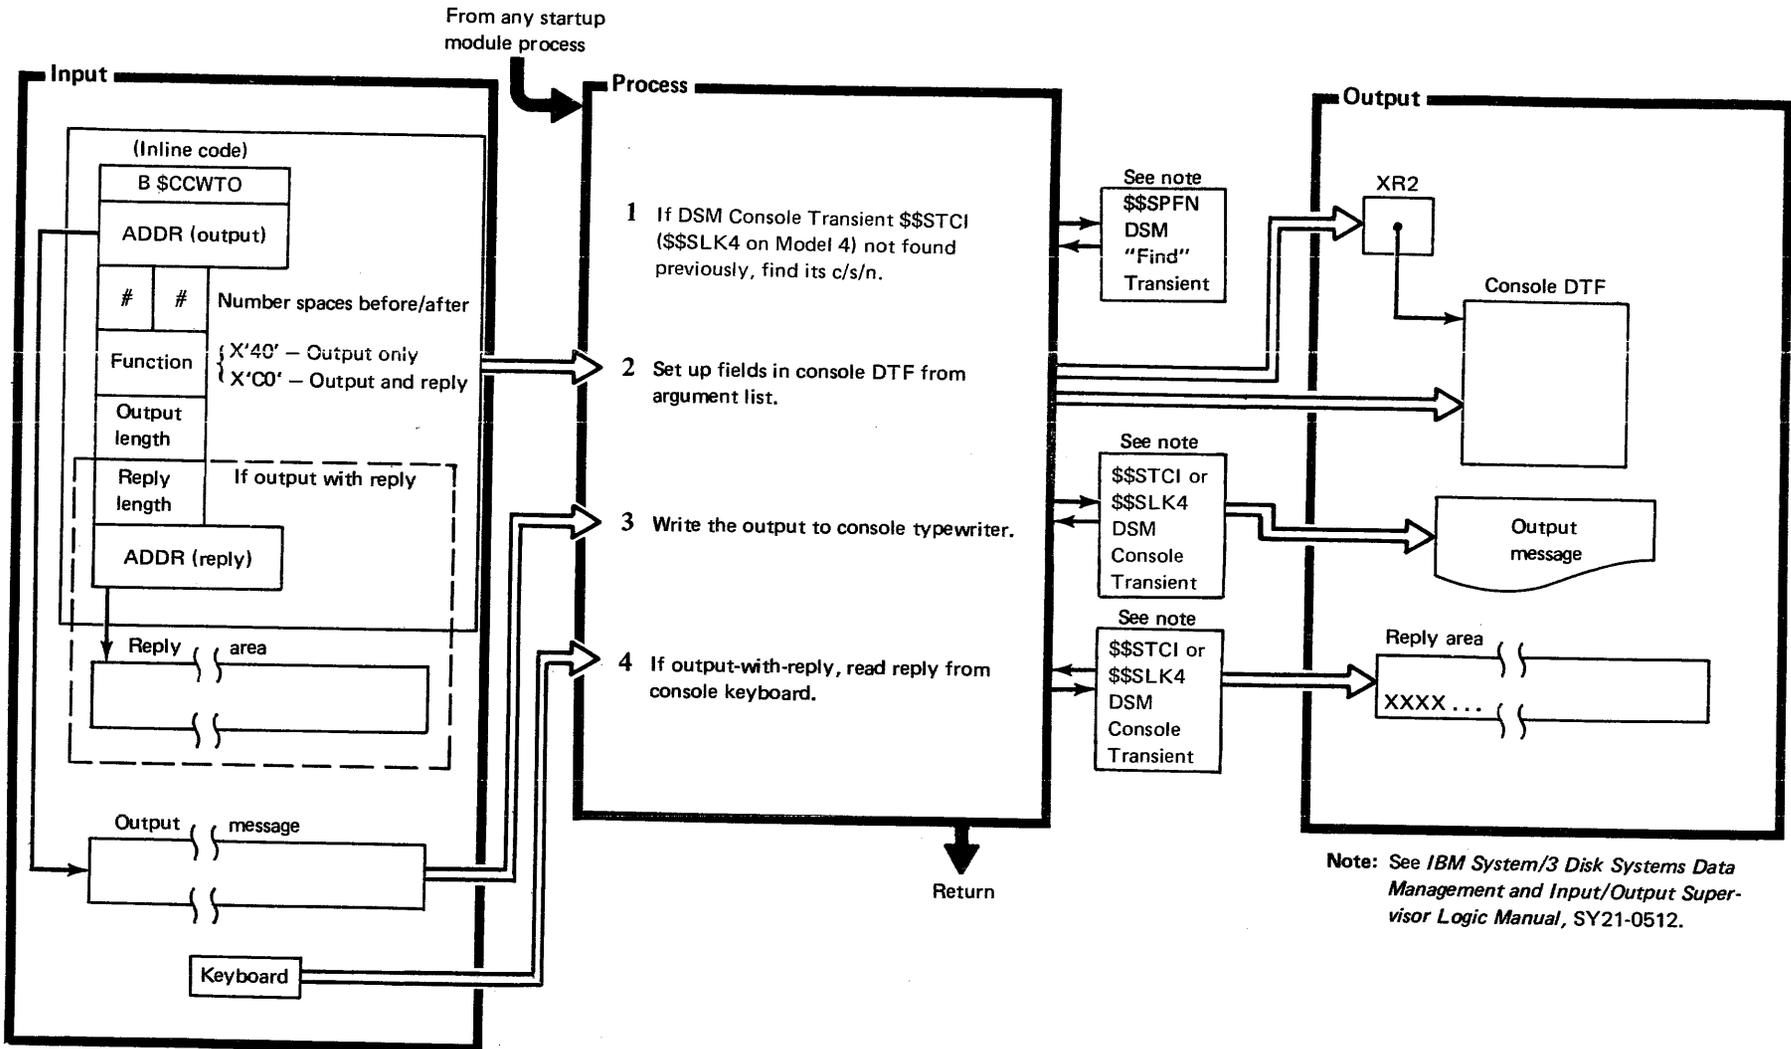 From any startup
module process
Input
(Inline code)
B $CCWTO
ADDR (output)
# #
Number spaces before/after
Function
X'40' – Output only
X'C0' – Output and reply
Output
length
Reply
length
If output with reply
ADDR (reply)
Reply area
Output message
Keyboard
Process
1 If DSM Console Transient $$STCI
($$SLK4 on Model 4) not found
previously, find its c/s/n.
2 Set up fields in console DTF from
argument list.
3 Write the output to console typewriter.
4 If output-with-reply, read reply from
console keyboard.
Return
See note
$$SPFN
DSM
"Find"
Transient
See note
$$STCI or
$$SLK4
DSM
Console
Transient
See note
$$STCI or
$$SLK4
DSM
Console
Transient
Output
XR2
Console DTF
Output
message
Reply area
XXXX ...
Note: See IBM System/3 Disk Systems Data
Management and Input/Output Super-
visor Logic Manual, SY21-0512.